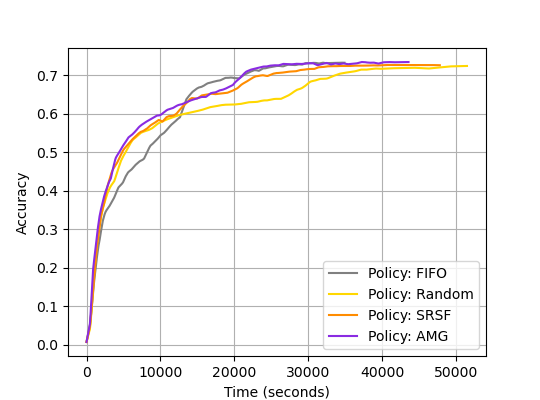 0.7
0.6
0.5
0.4
0.3
0.2
0.1
0.0
Accuracy
Policy: FIFO
Policy: Random
Policy: SRSF
Policy: AMG
0 10000 20000 30000 40000 50000
Time (seconds)